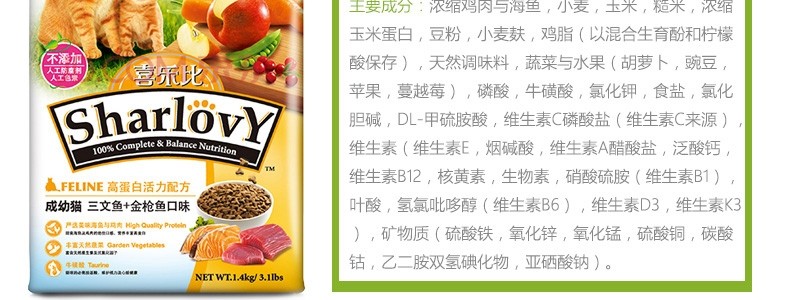 不添加
人工防腐剂
人工色素
喜乐比
SharlovY
100% Complete & Balance Nutrition
TM
FELINE 高蛋白活力配方
成幼猫 三文鱼+金枪鱼口味
严选美味海鱼与鸡肉 High Quality Protein
丰富天然蔬菜 Garden Vegetables
牛磺酸 Taurine
NET WT.1.4kg/ 3.1lbs
主要成分：浓缩鸡肉与海鱼，小麦，玉米，糙米，浓缩
玉米蛋白，豆粉，小麦麸，鸡脂（以混合生育酚和柠檬
酸保存），天然调味料，蔬菜与水果（胡萝卜，豌豆，
苹果，蔓越莓），磷酸，牛磺酸，氯化钾，食盐，氯化
胆碱，DL-甲硫胺酸，维生素C磷酸盐（维生素C来源），
维生素（维生素E，烟碱酸，维生素A醋酸盐，泛酸钙，
维生素B12，核黄素，生物素，硝酸硫胺（维生素B1），
叶酸，氢氯吡哆醇（维生素B6），维生素D3，维生素K3
），矿物质（硫酸铁，氧化锌，氧化锰，硫酸铜，碳酸
钴，乙二胺双氢碘化物，亚硒酸钠）。